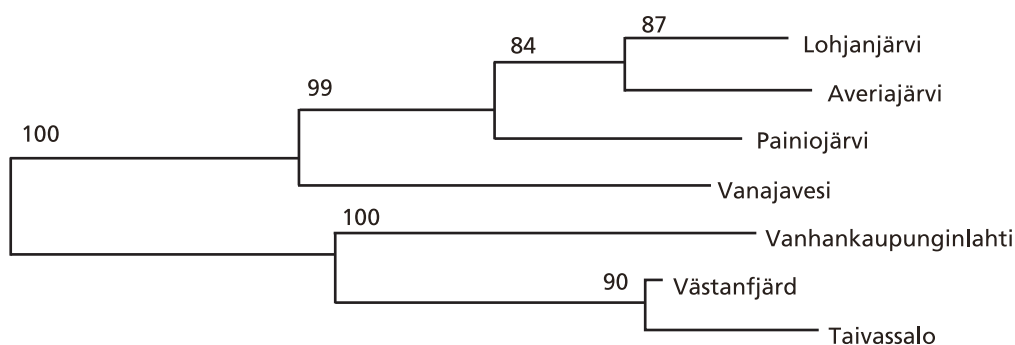 87
Lohjanjärvi
84
Averiajärvi
99
Painiojärvi
100
Vanajavesi
100
Vanhankaupunginlahti
90
Västanfjärd
Taivassalo